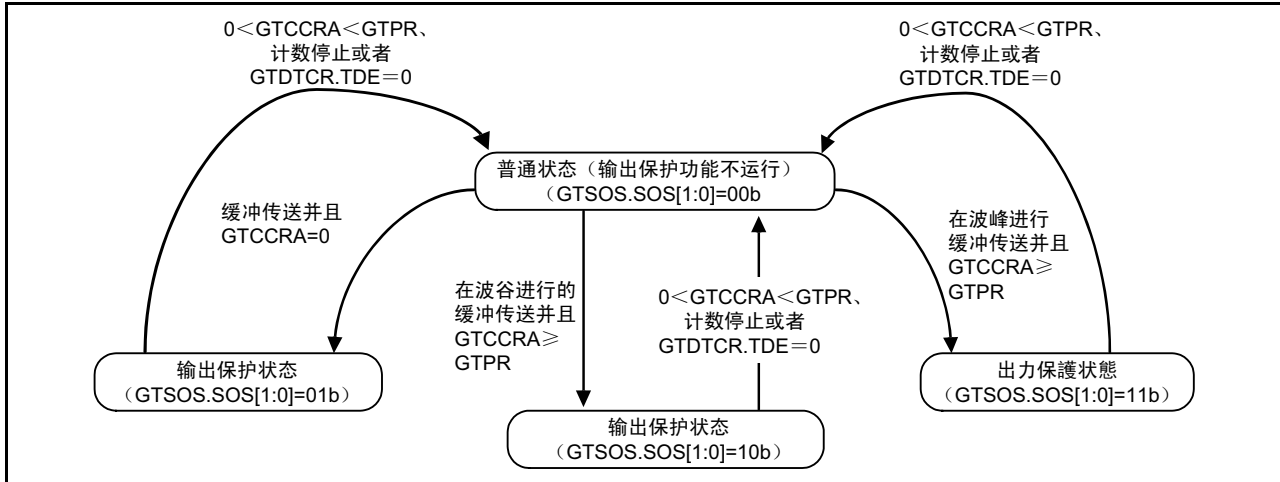 0＜GTCCRA＜GTPR、
计数停止或者
GTDTCR.TDE＝0
0＜GTCCRA＜GTPR、
计数停止或者
GTDTCR.TDE＝0
普通状态（输出保护功能不运行）
（GTSOS.SOS[1:0]=00b
缓冲传送并且
GTCCRA=0
在波谷进行的
缓冲传送并且
GTCCRA≥
GTPR
0＜GTCCRA＜GTPR、
计数停止或者
GTDTCR.TDE＝0
在波峰进行
缓冲传送并且
GTCCRA≥
GTPR
输出保护状态
（GTSOS.SOS[1:0]=01b）
输出保护状态
（GTSOS.SOS[1:0]=10b）
出力保護状態
（GTSOS.SOS[1:0]=11b）